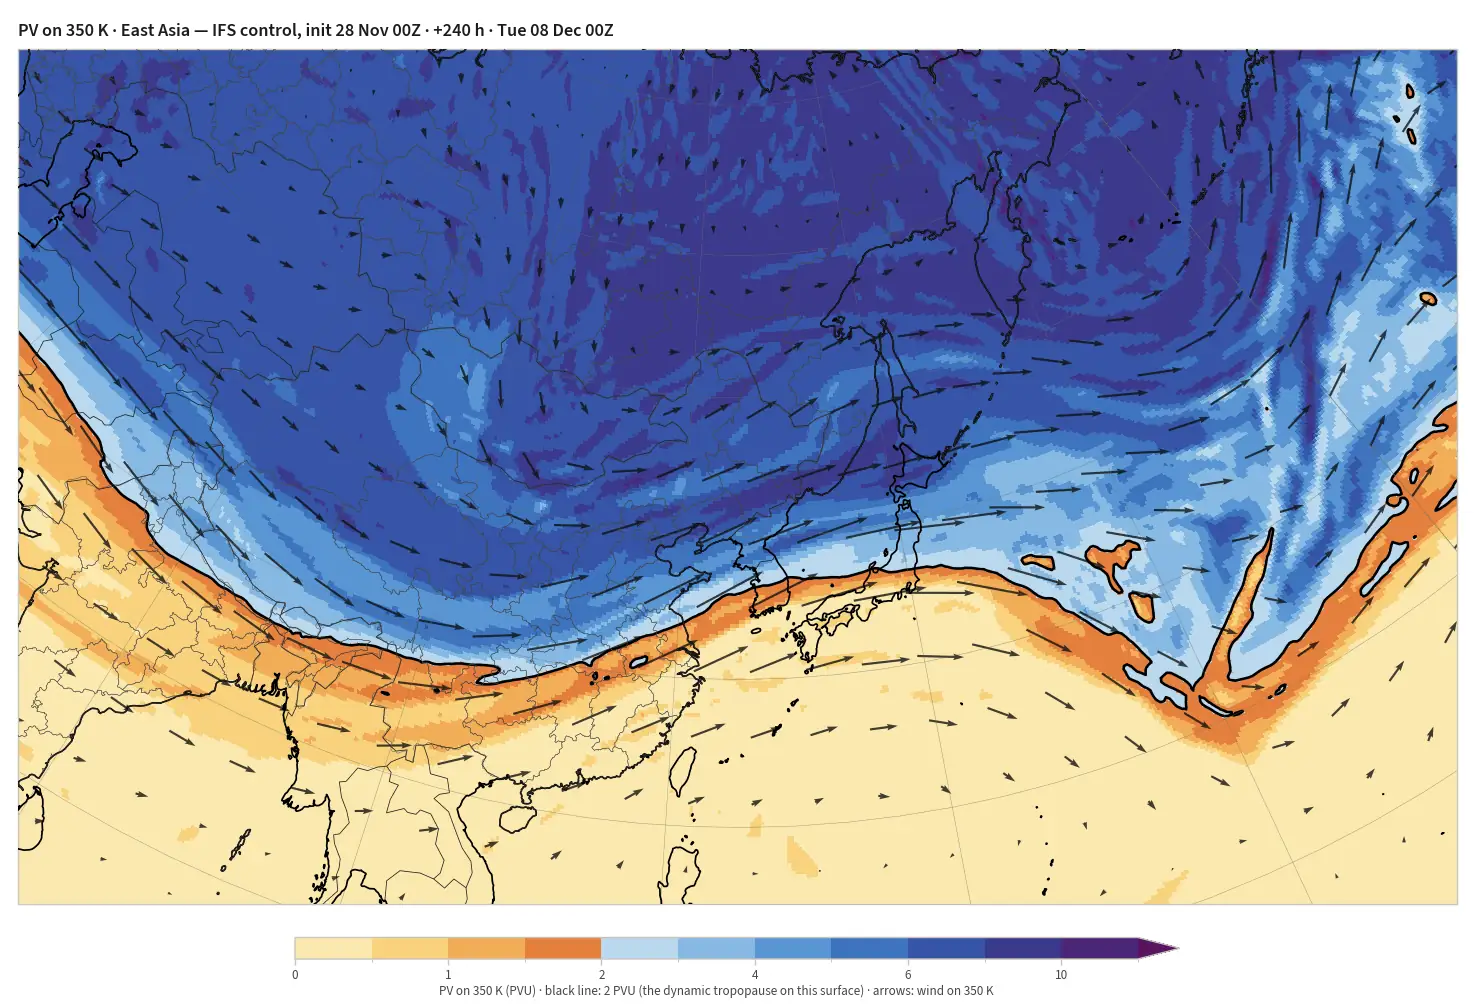 PV on 350 K · East Asia — IFS control, init 28 Nov 00Z · +240 h · Tue 08 Dec 00Z
0 1 2 4 6 10
PV on 350 K (PVU) · black line: 2 PVU (the dynamic tropopause on this surface) · arrows: wind on 350 K